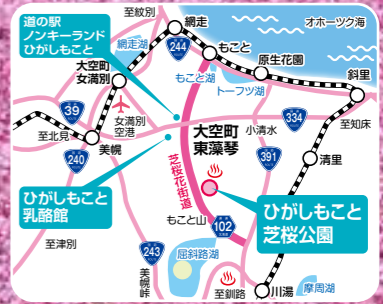 道の駅
ノンキーランド
ひがしもこと
至紋別
網走
オホーツク海
網走湖
244
もこと
原生花園
大空町
女満別
もこと湖
トーフツ湖
斜里
39
女満別
空港
334
至知床
至北見
美幌
大空町
東藻琴
小清水
240
391
清里
芝桜花街道
ひがしもこと
乳酪館
ひがしもこと
芝桜公園
もこと山
102
至津別
243
屈斜路湖
美幌峠
至釧路
川湯
摩周湖